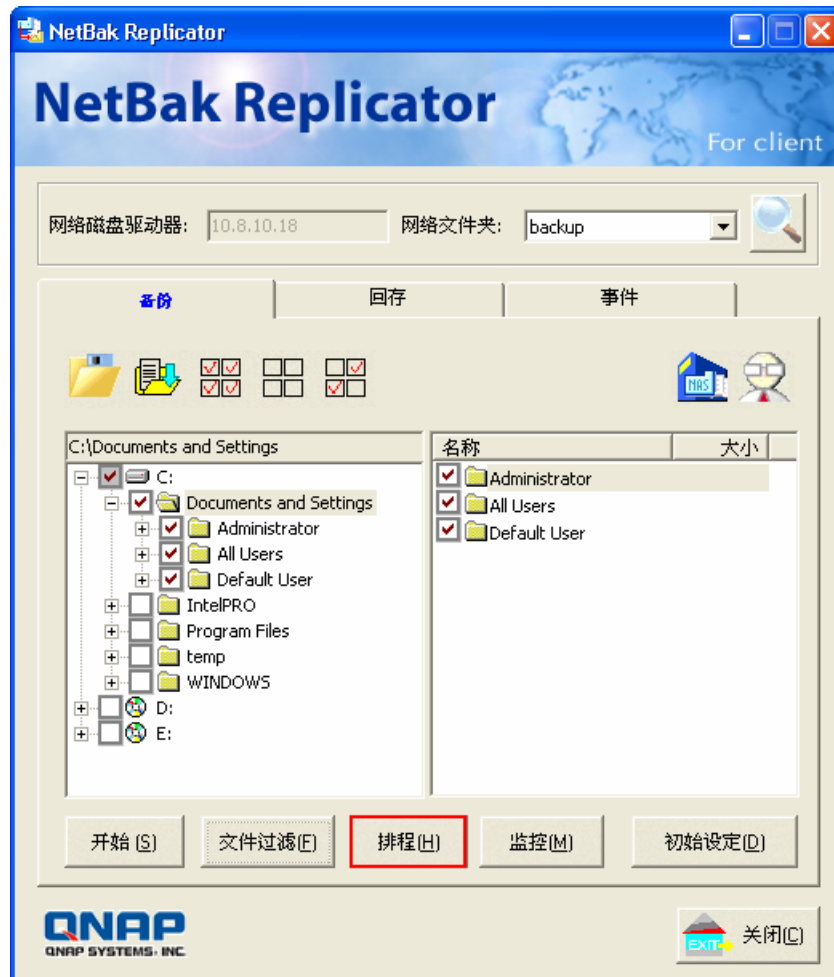 NetBak Replicator
NetBak Replicator
For client
网络磁盘驱动器: 10.8.10.18 网络文件夹: backup
备份 回存 事件
NAS
C:\Documents and Settings
C:
Documents and Settings
Administrator
All Users
Default User
IntelPRO
Program Files
temp
WINDOWS
D:
E:
名称 大小
Administrator
All Users
Default User
开始 (S) 文件过滤(F) 排程(H) 监控(M) 初始设定(D)
QNAP
QNAP SYSTEMS, INC
EXIT 关闭(C)